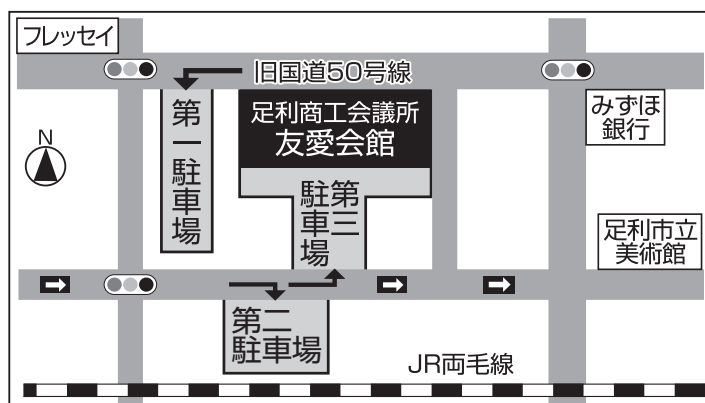 フレッセイ
旧国道50号線
第一駐車場
足利商工会議所
友愛会館
みずほ
銀行
N
第三
駐車場
足利市立
美術館
第二
駐車場
JR両毛線